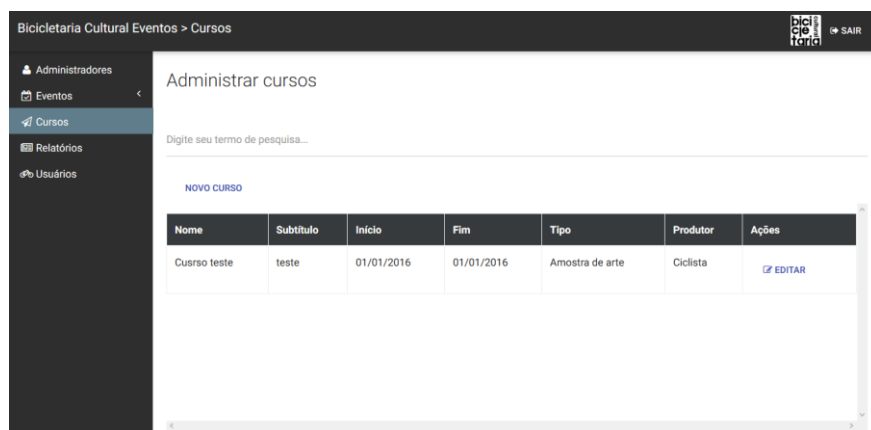 Bicicletaria Cultural Eventos > Cursos
bici
cle
taria
cultural
SAIR
Administradores
Eventos
Cursos
Relatórios
Usuários
Administrar cursos
Digite seu termo de pesquisa...
NOVO CURSO
Nome Subtítulo Início Fim Tipo Produtor Ações
Cusrso teste teste 01/01/2016 01/01/2016 Amostra de arte Ciclista EDITAR